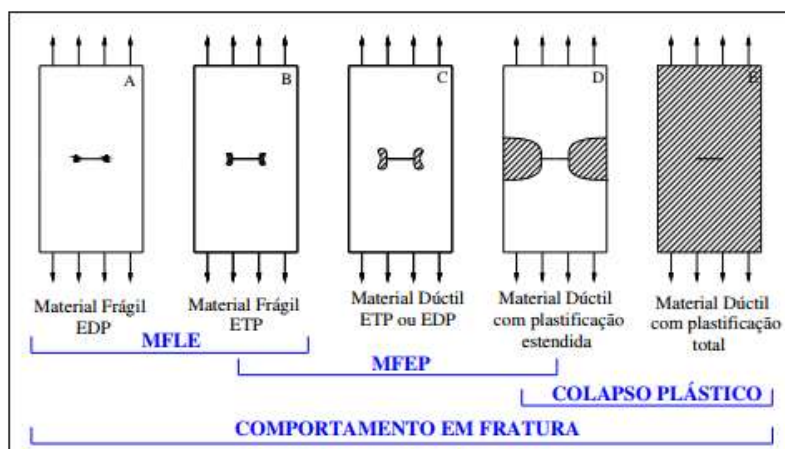 A
B
C
D
E
Material Frágil
EDP
Material Frágil
ETP
Material Dúctil
ETP ou EDP
Material Dúctil
com plastificação
estendida
Material Dúctil
com plastificação
total
MFLE
MFEP
COLAPSO PLÁSTICO
COMPORTAMENTO EM FRATURA